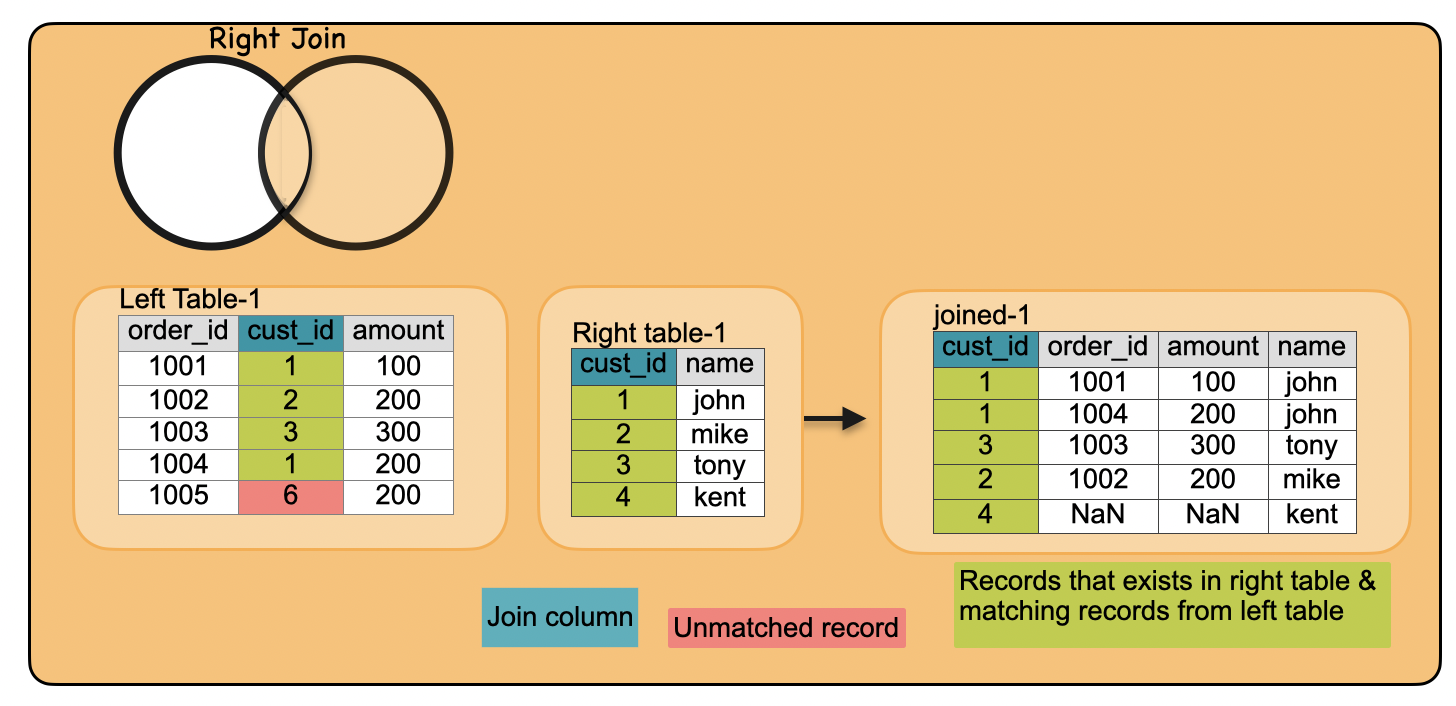 Right Join
Left Table-1
order_id cust_id amount
1001 1 100
1002 2 200
1003 3 300
1004 1 200
1005 6 200
Right table-1
cust_id name
1 john
2 mike
3 tony
4 kent
joined-1
cust_id order_id amount name
1 1001 100 john
1 1004 200 john
3 1003 300 tony
2 1002 200 mike
4 NaN NaN kent
Join column
Unmatched record
Records that exists in right table &
matching records from left table